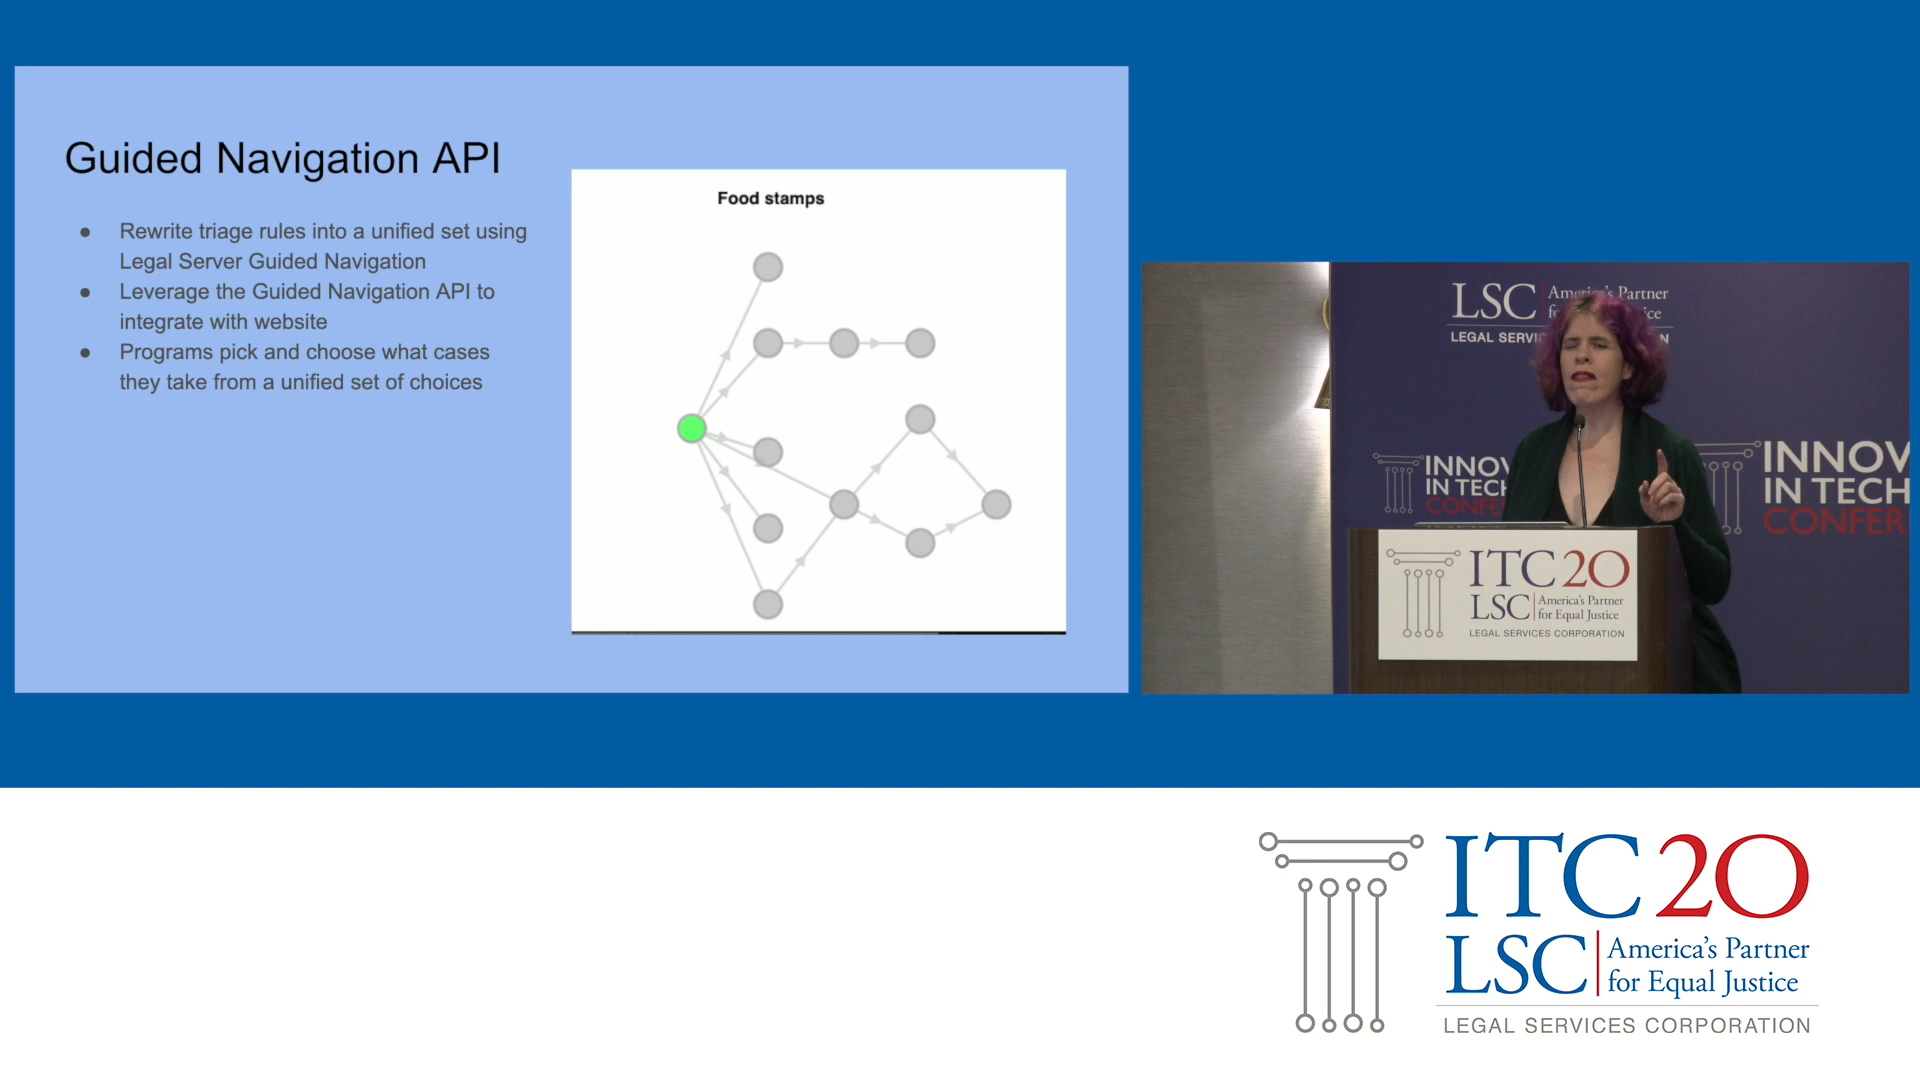 Guided Navigation API
● Rewrite triage rules into a unified set using
Legal Server Guided Navigation
● Leverage the Guided Navigation API to
integrate with website
● Programs pick and choose what cases
they take from a unified set of choices
Food stamps
LSC America's Partner
LEGAL
INNOV
IN TECH
CONFE
INNOV
IN TECH
CONFER
ITC 20
LSC America's Partner
for Equal Justice
LEGAL SERVICES CORPORATION
ITC 20
LSC America's Partner
for Equal Justice
LEGAL SERVICES CORPORATION